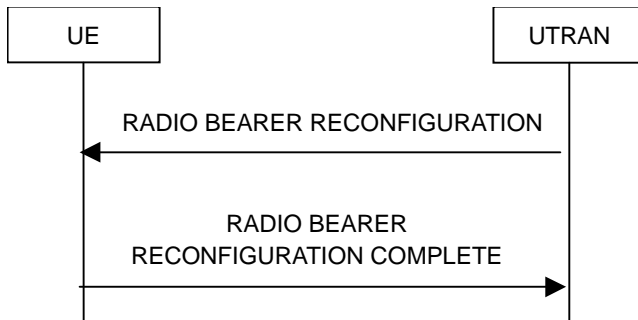 UE
UTRAN
RADIO BEARER RECONFIGURATION
RADIO BEARER
RECONFIGURATION COMPLETE